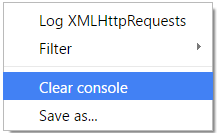 Log XMLHttpRequests
Filter
Clear console
Save as...